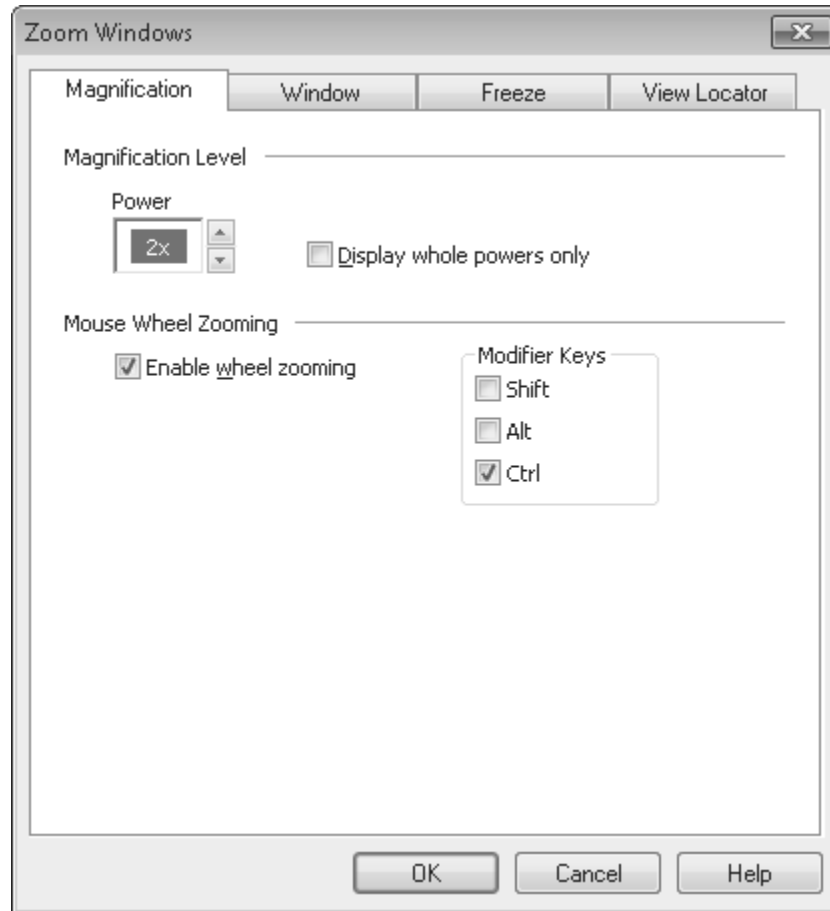 Zoom Windows
Magnification Window Freeze View Locator
Magnification Level
Power
2x
Display whole powers only
Mouse Wheel Zooming
Enable wheel zooming
Modifier Keys
Shift
Alt
Ctrl
OK Cancel Help